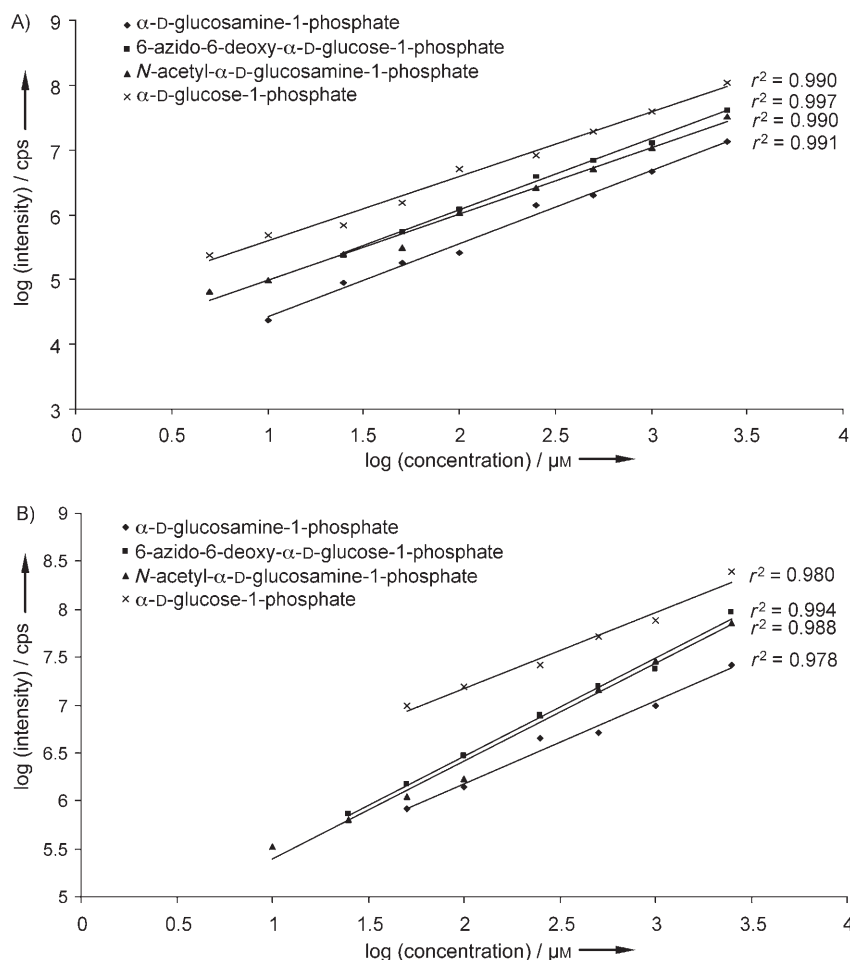 A)
9
8
7
6
5
4
3
log (intensity) / cps
◆ α-D-glucosamine-1-phosphate
■ 6-azido-6-deoxy-α-D-glucose-1-phosphate
▲ N-acetyl-α-D-glucosamine-1-phosphate
× α-D-glucose-1-phosphate
r² = 0.990
r² = 0.997
r² = 0.990
r² = 0.991
0 0.5 1 1.5 2 2.5 3 3.5 4
log (concentration) / μM
B)
9
8.5
8
7.5
7
6.5
6
5.5
5
log (intensity) / cps
◆ α-D-glucosamine-1-phosphate
■ 6-azido-6-deoxy-α-D-glucose-1-phosphate
▲ N-acetyl-α-D-glucosamine-1-phosphate
× α-D-glucose-1-phosphate
r² = 0.980
r² = 0.994
r² = 0.988
r² = 0.978
0 0.5 1 1.5 2 2.5 3 3.5 4
log (concentration) / μM